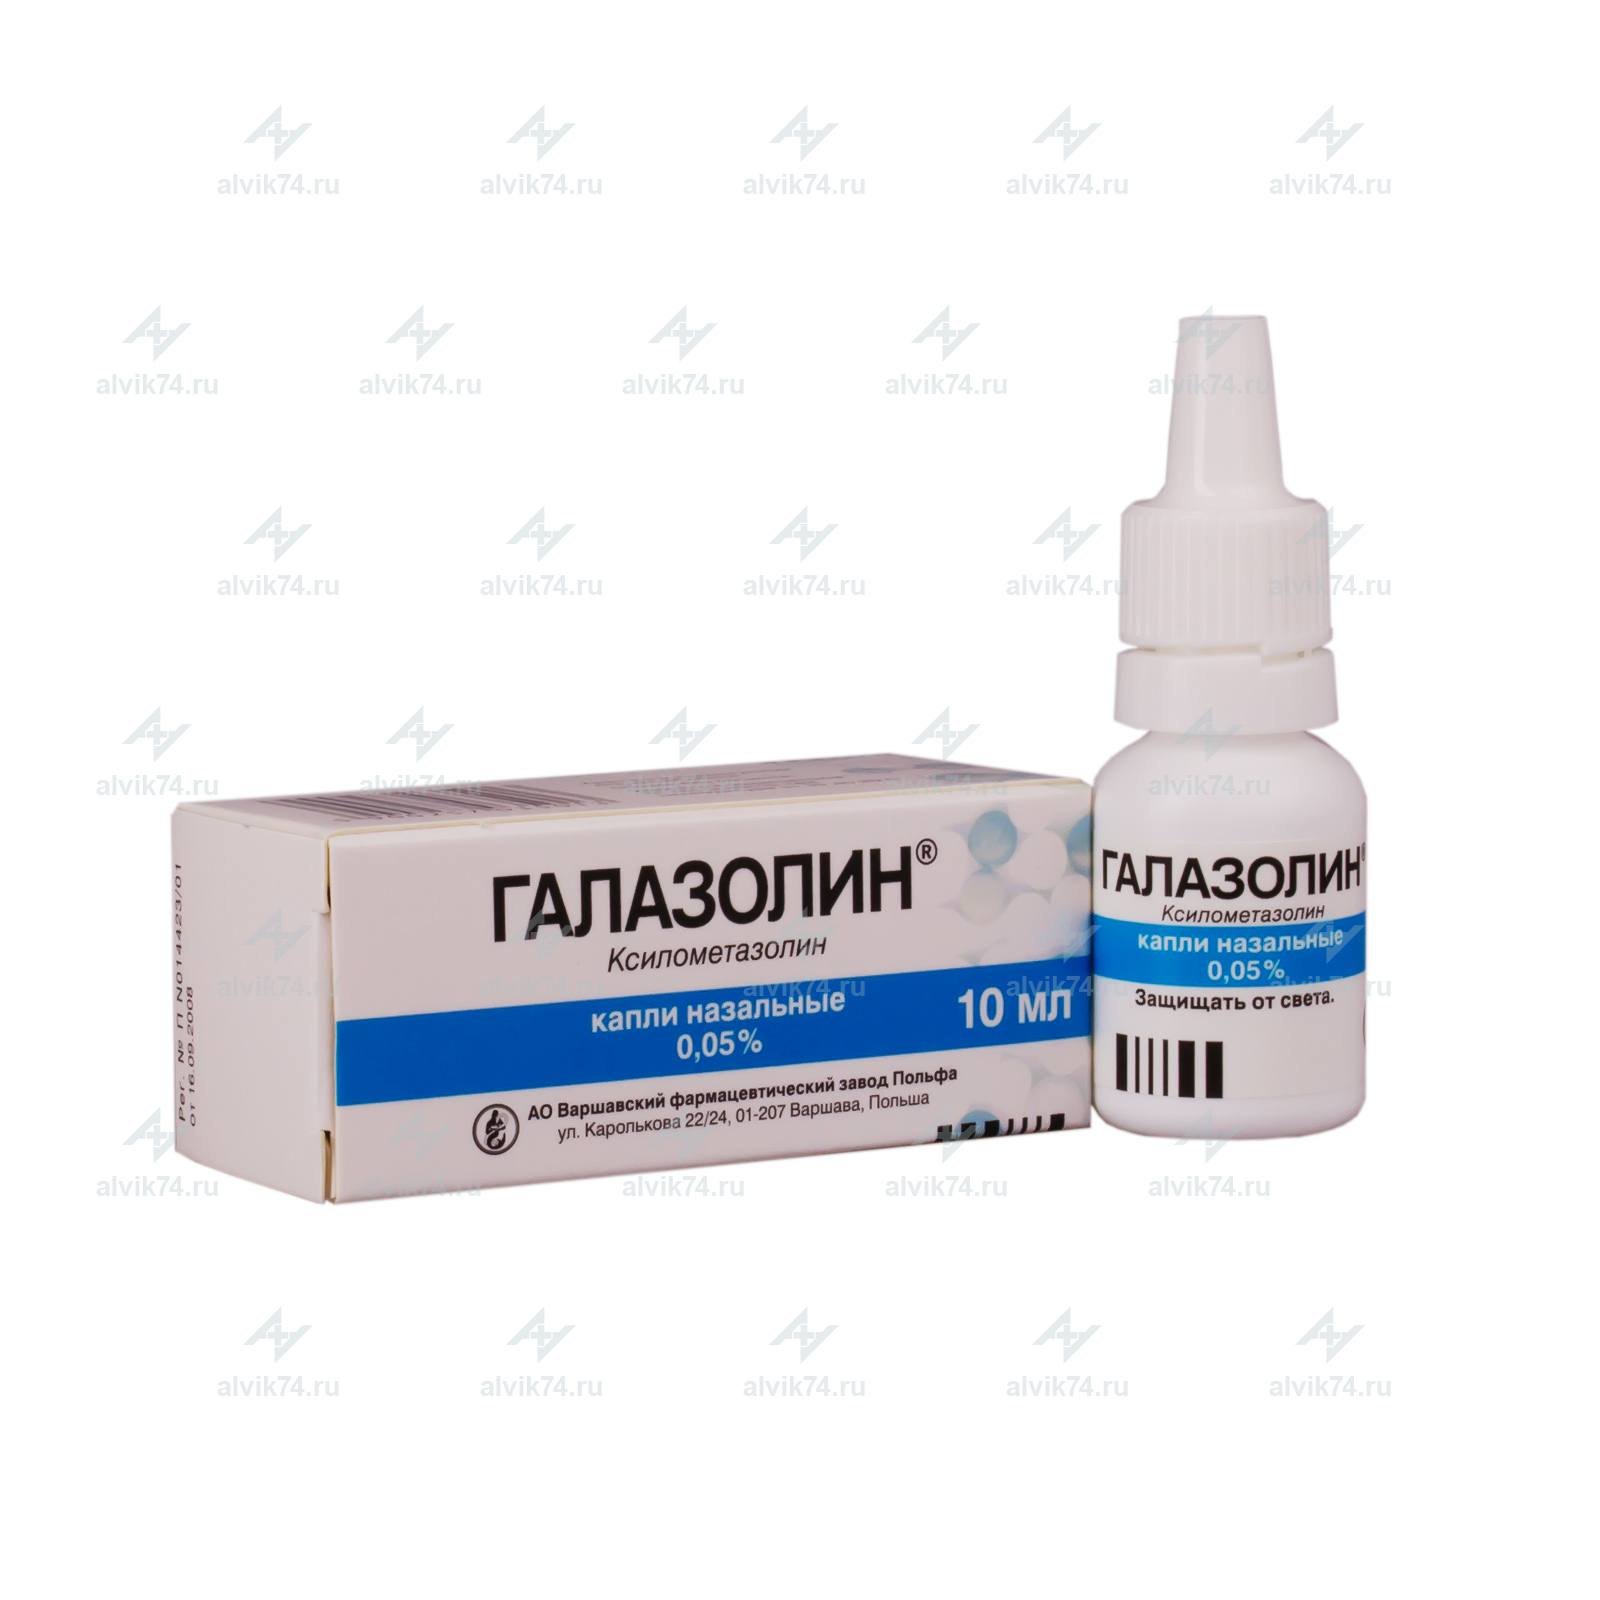 ГАЛАЗОЛИН®
Ксилометазолин
капли назальные
0,05%
10 мл
АО Варшавский фармацевтический завод Польфа
ул. Каролькова 22/24, 01-207 Варшава, Польша
Рег. № П N014423/01
от 16.09.2008
ГАЛАЗОЛИН®
Ксилометазолин
капли назальные
0,05%
Защищать от света.
alvik74.ru